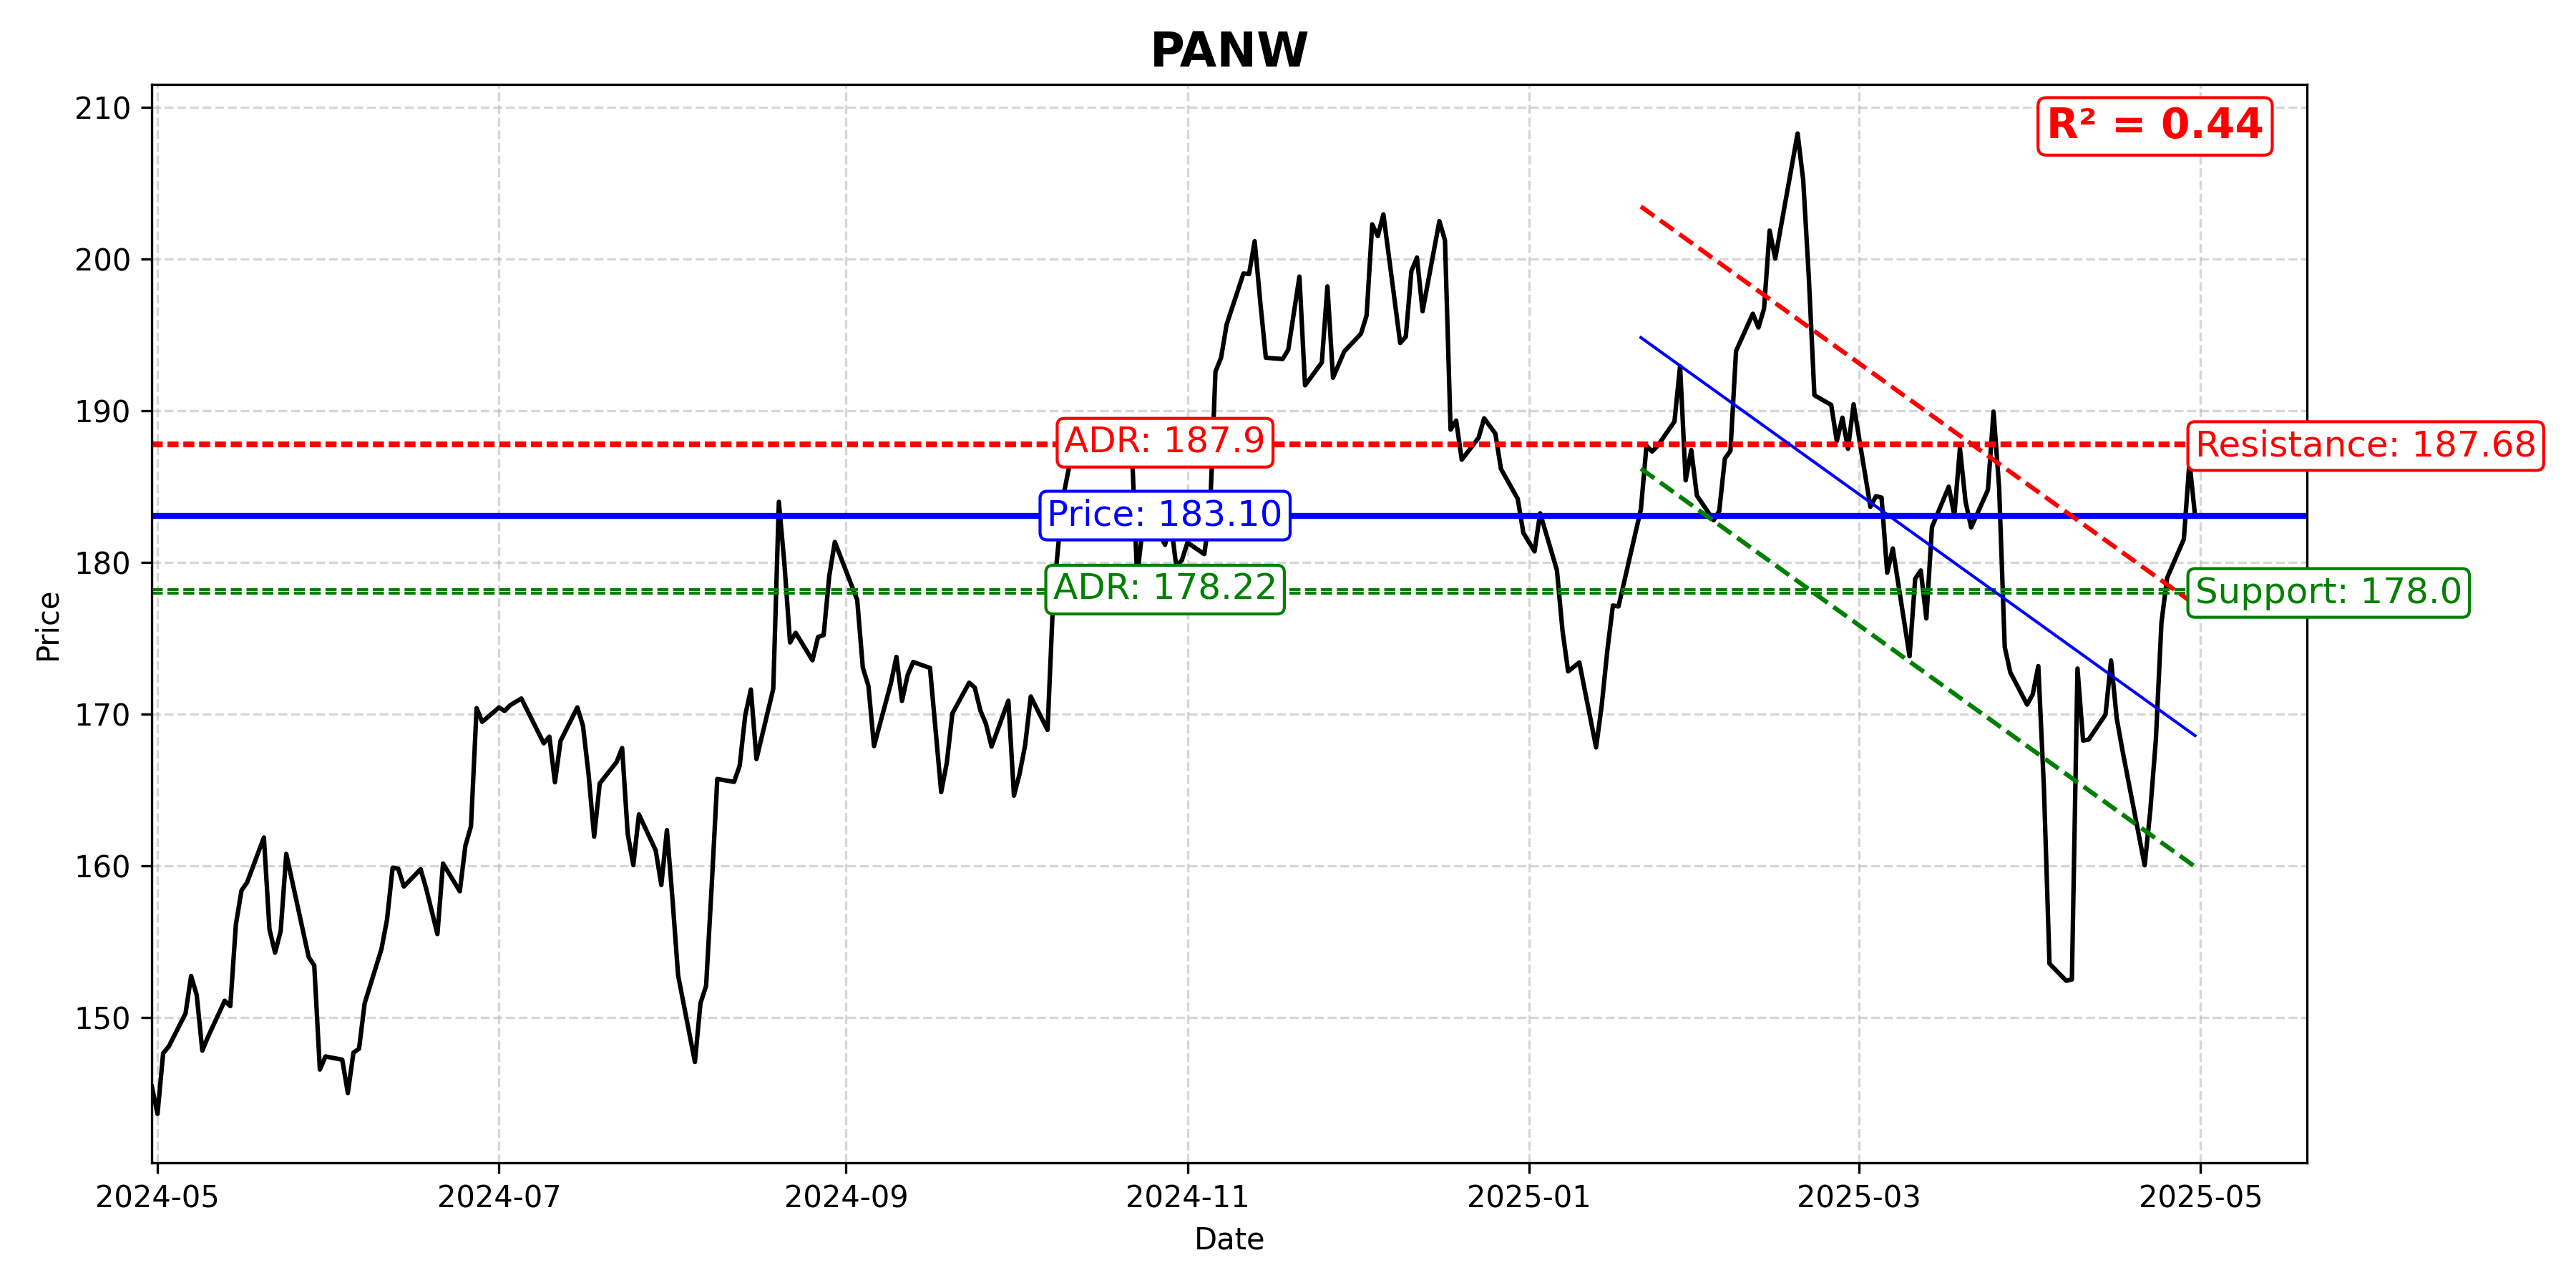 PANW
210
200
190
180
170
160
150
Price
R² = 0.44
ADR: 187.9
Resistance: 187.68
Price: 183.10
ADR: 178.22
Support: 178.0
2024-05
2024-07
2024-09
2024-11
2025-01
2025-03
2025-05
Date